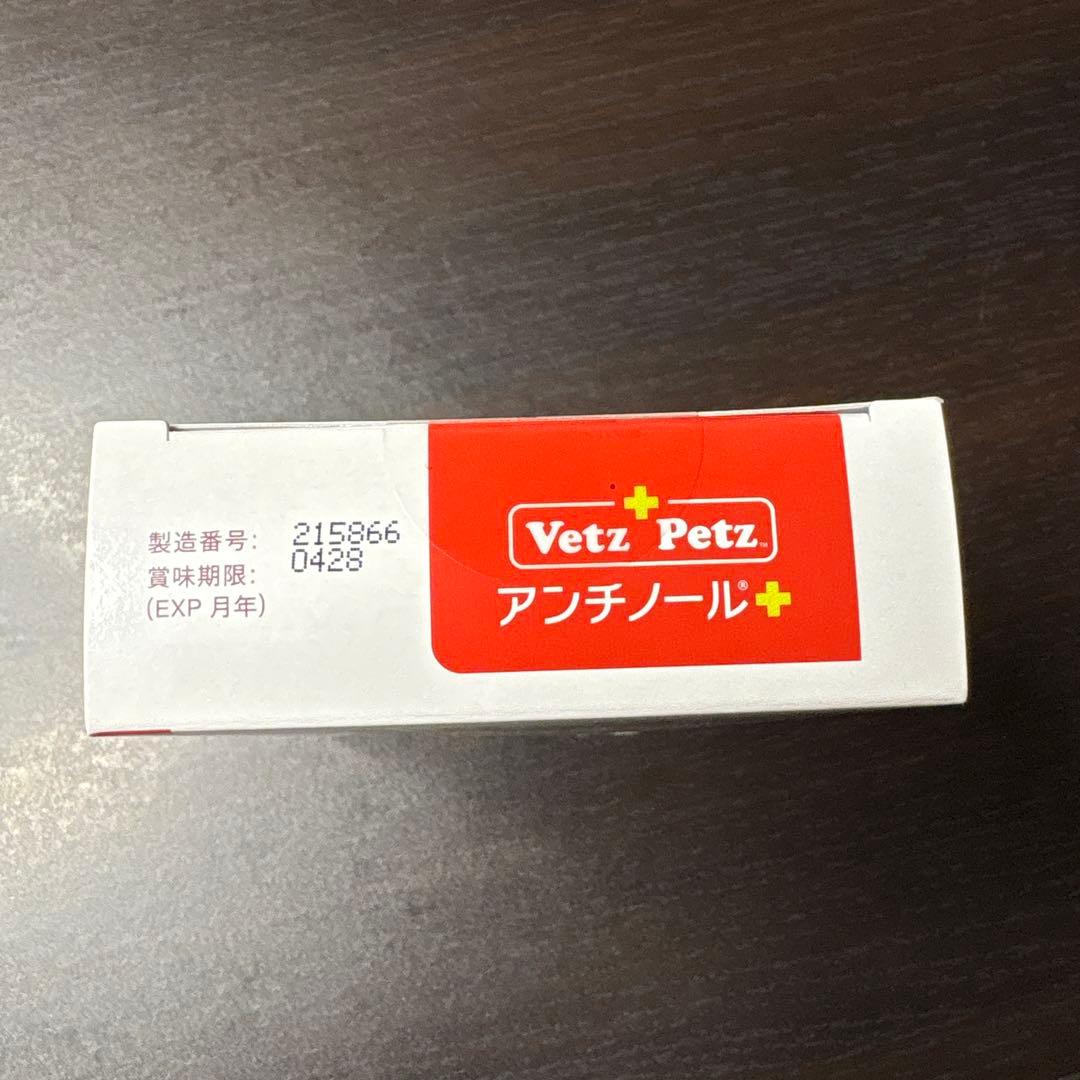 製造番号: 215866
賞味期限: 0428
(EXP 月年)
Vetz Petz™
アンチノール®+